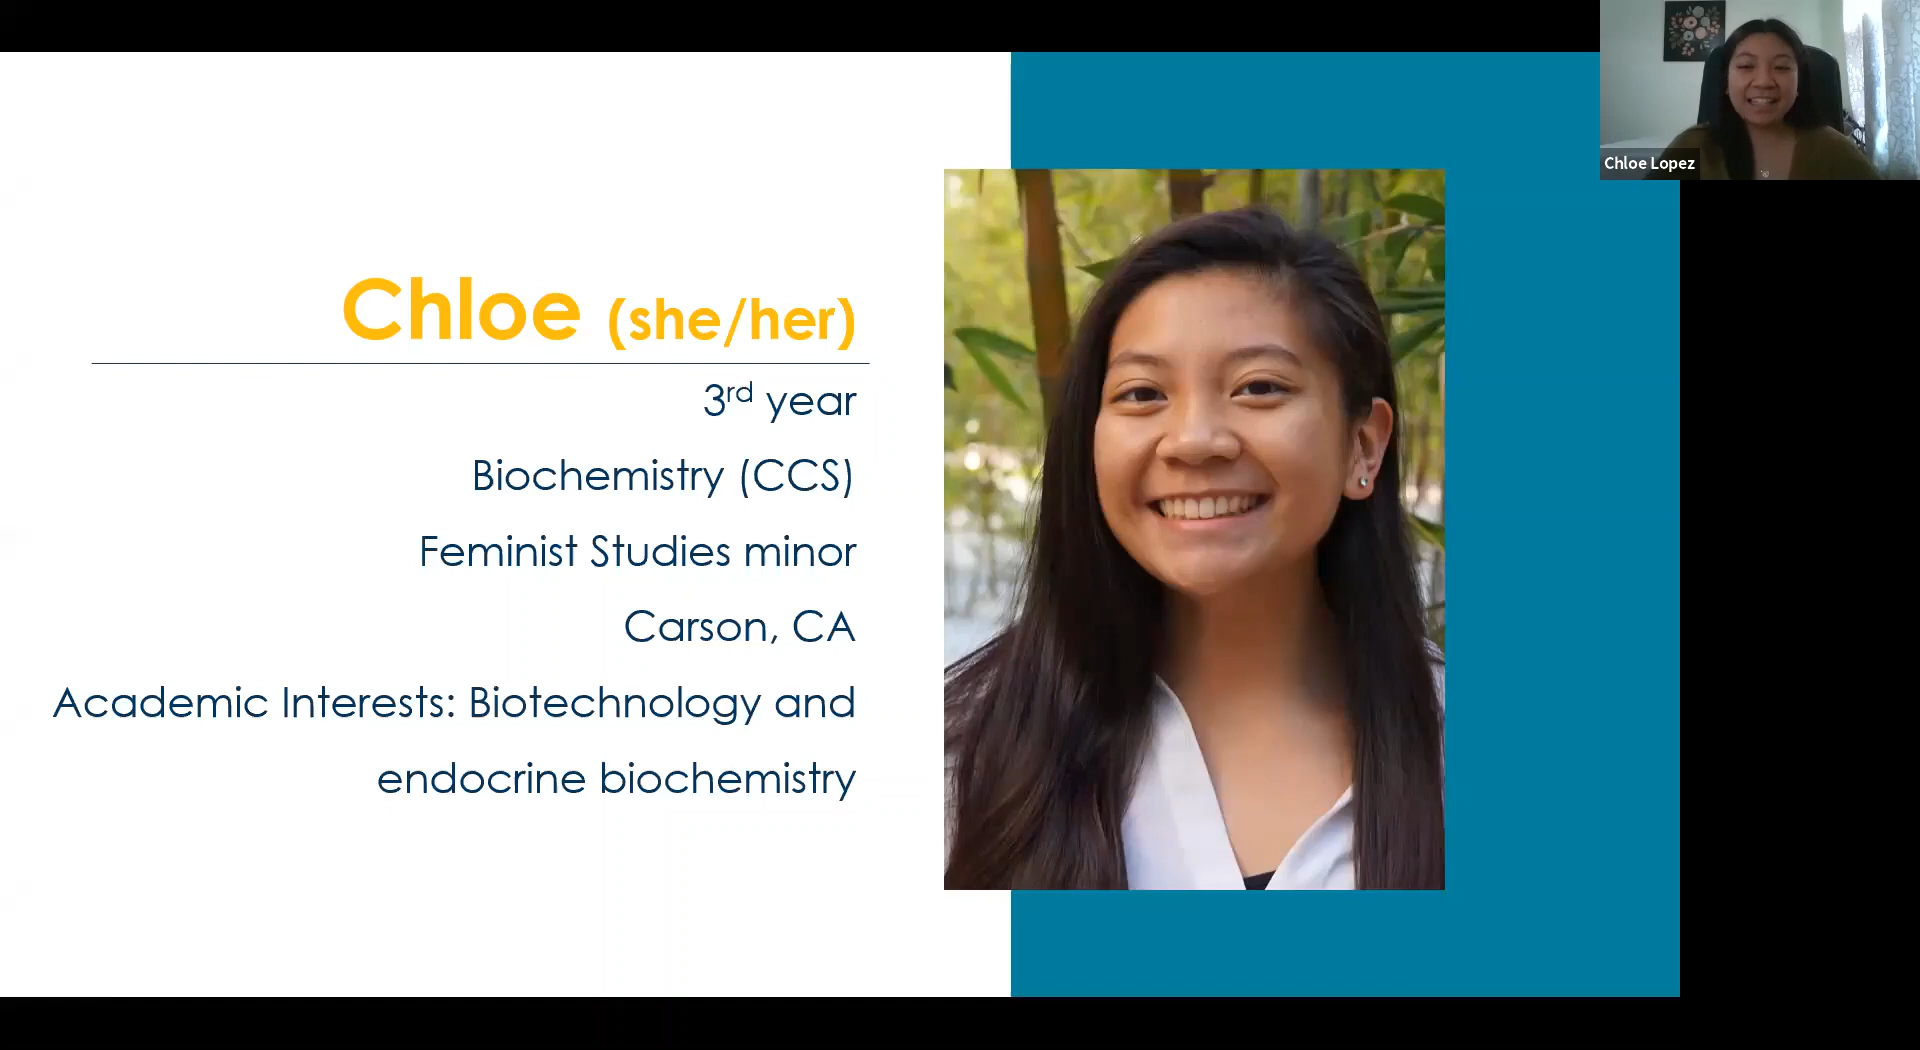 Chloe (she/her)
3rd year
Biochemistry (CCS)
Feminist Studies minor
Carson, CA
Academic Interests: Biotechnology and
endocrine biochemistry
Chloe Lopez